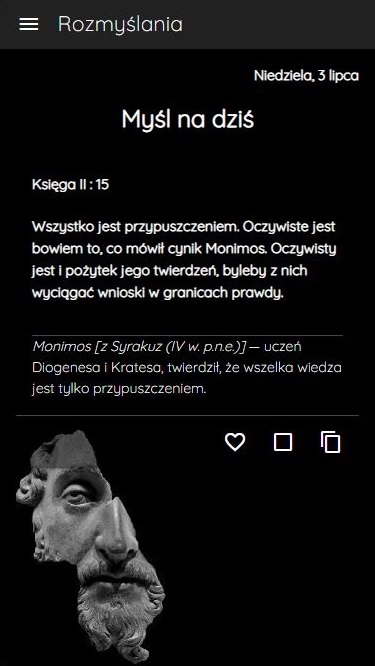 Rozmyślania
Niedziela, 3 lipca
Myśl na dziś
Księga II : 15
Wszystko jest przypuszczeniem. Oczywiste jest
bowiem to, co mówił cynik Monimos. Oczywisty
jest i pożytek jego twierdzeń, byleby z nich
wyciągać wnioski w granicach prawdy.
Monimos [z Syrakuz (IV w. p.n.e.)] — uczeń
Diogenesa i Kratesa, twierdził, że wszelka wiedza
jest tylko przypuszczeniem.